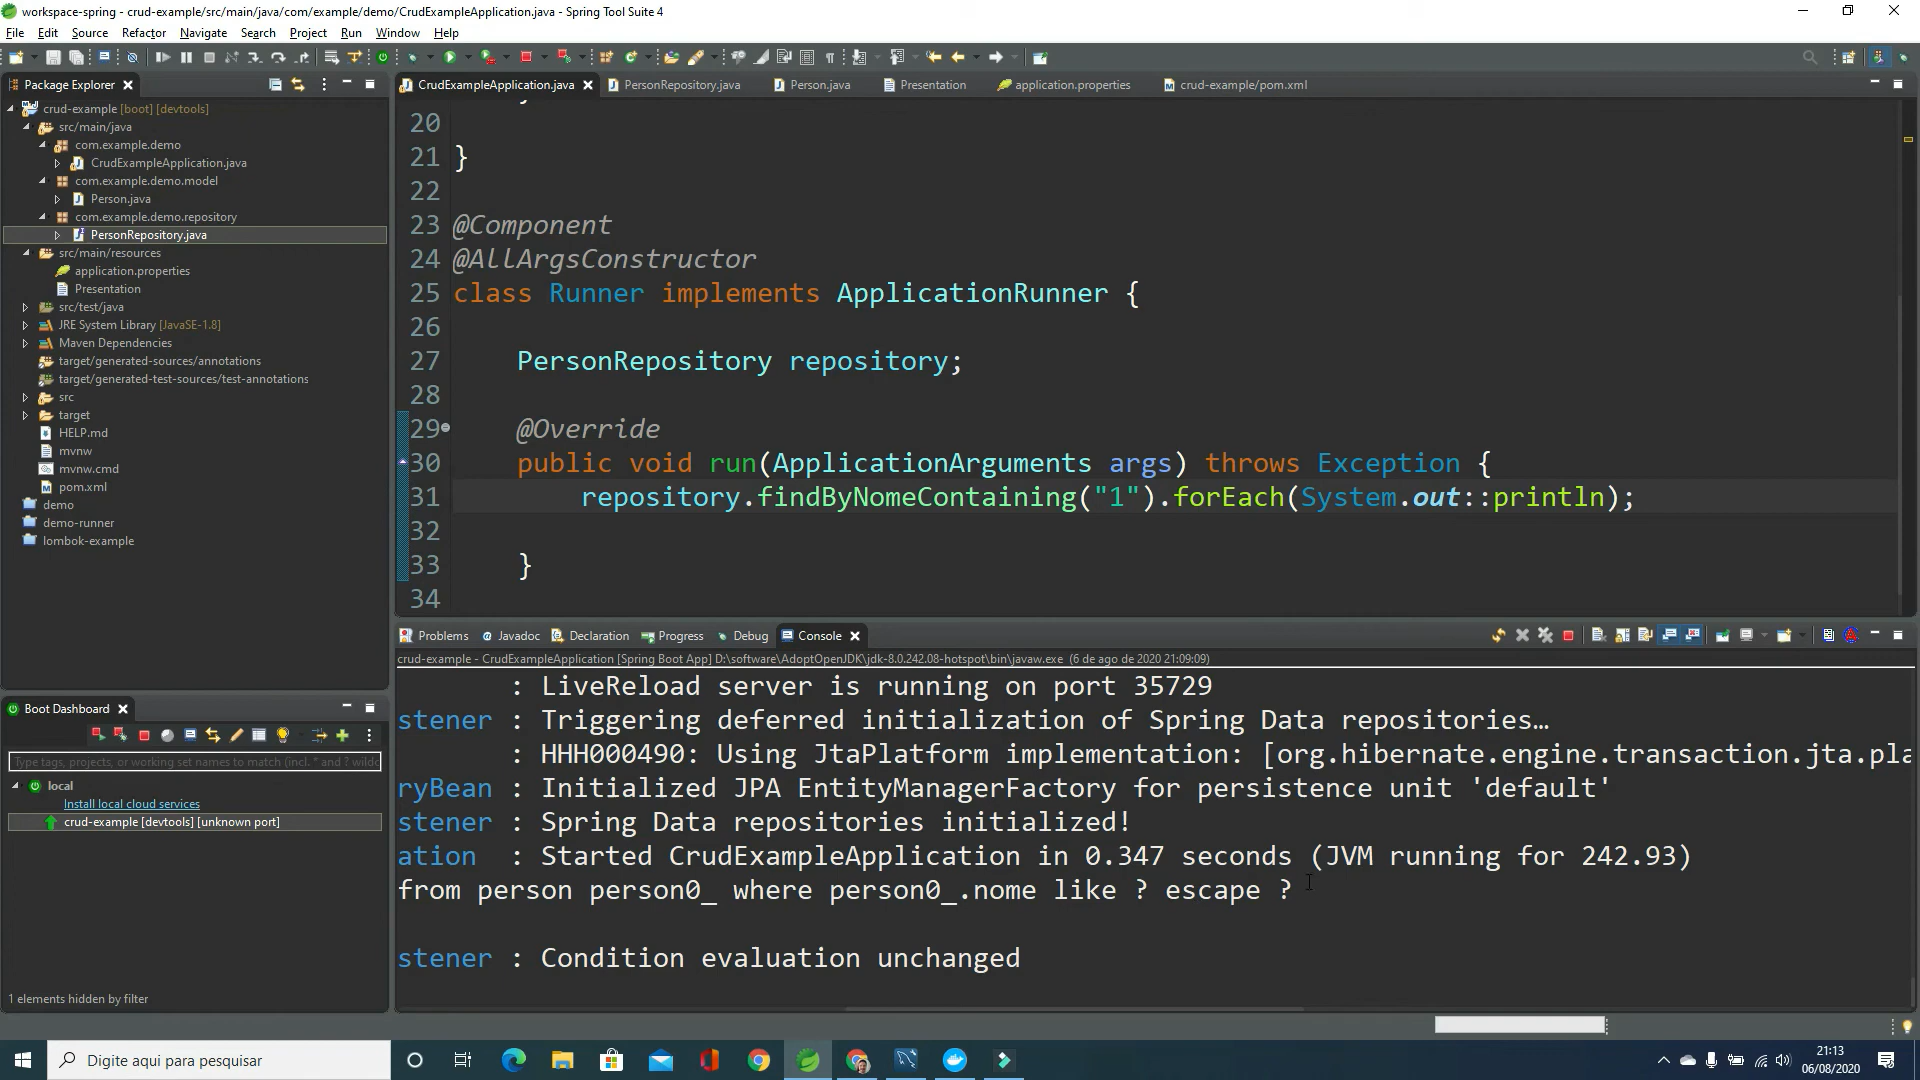 workspace-spring - crud-example/src/main/java/com/example/demo/CrudExampleApplication.java - Spring Tool Suite 4
File Edit Source Refactor Navigate Search Project Run Window Help
Package Explorer
crud-example [boot] [devtools]
src/main/java
com.example.demo
CrudExampleApplication.java
com.example.demo.model
Person.java
com.example.demo.repository
PersonRepository.java
src/main/resources
application.properties
Presentation
src/test/java
JRE System Library [JavaSE-1.8]
Maven Dependencies
target/generated-sources/annotations
target/generated-test-sources/test-annotations
src
target
HELP.md
mvnw
mvnw.cmd
pom.xml
demo
demo-runner
lombok-example
CrudExampleApplication.java PersonRepository.java Person.java Presentation application.properties crud-example/pom.xml
20
21 }
22
23 @Component
24 @AllArgsConstructor
25 class Runner implements ApplicationRunner {
26
27 PersonRepository repository;
28
29 @Override
30 public void run(ApplicationArguments args) throws Exception {
31 repository.findByNomeContaining("1").forEach(System.out::println);
32
33 }
34
Boot Dashboard
Type tags, projects, or working set names to match (incl. * and ? wildc
local
Install local cloud services
crud-example [devtools] [unknown port]
1 elements hidden by filter
Problems Javadoc Declaration Progress Debug Console
crud-example - CrudExampleApplication [Spring Boot App] D:\software\AdoptOpenJDK\jdk-8.0.242.08-hotspot\bin\javaw.exe (6 de ago de 2020 21:09:09)
: LiveReload server is running on port 35729
stener : Triggering deferred initialization of Spring Data repositories…
: HHH000490: Using JtaPlatform implementation: [org.hibernate.engine.transaction.jta.pla
ryBean : Initialized JPA EntityManagerFactory for persistence unit 'default'
stener : Spring Data repositories initialized!
ation : Started CrudExampleApplication in 0.347 seconds (JVM running for 242.93)
from person person0_ where person0_.nome like ? escape ?
stener : Condition evaluation unchanged
Digite aqui para pesquisar
21:13
06/08/2020